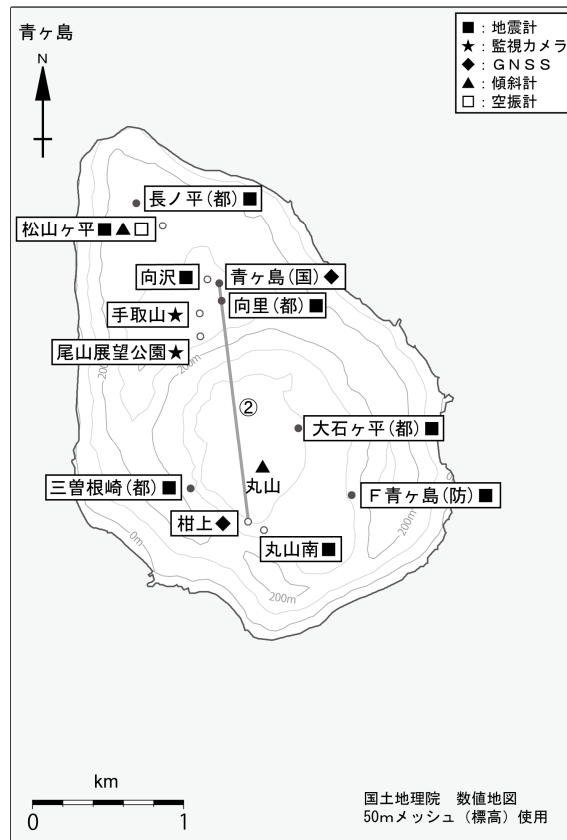 青ヶ島
N
■：地震計
★：監視カメラ
◆：ＧＮＳＳ
▲：傾斜計
□：空振計
長ノ平(都)■
松山ヶ平■▲□
向沢■
青ヶ島(国)◆
向里(都)■
手取山★
尾山展望公園★
200m
②
大石ヶ平(都)■
丸山
三曽根崎(都)■
Ｆ青ヶ島(防)■
柑上◆
丸山南■
0m
200m
200m
km
0 1
国土地理院　数値地図
50mメッシュ（標高）使用